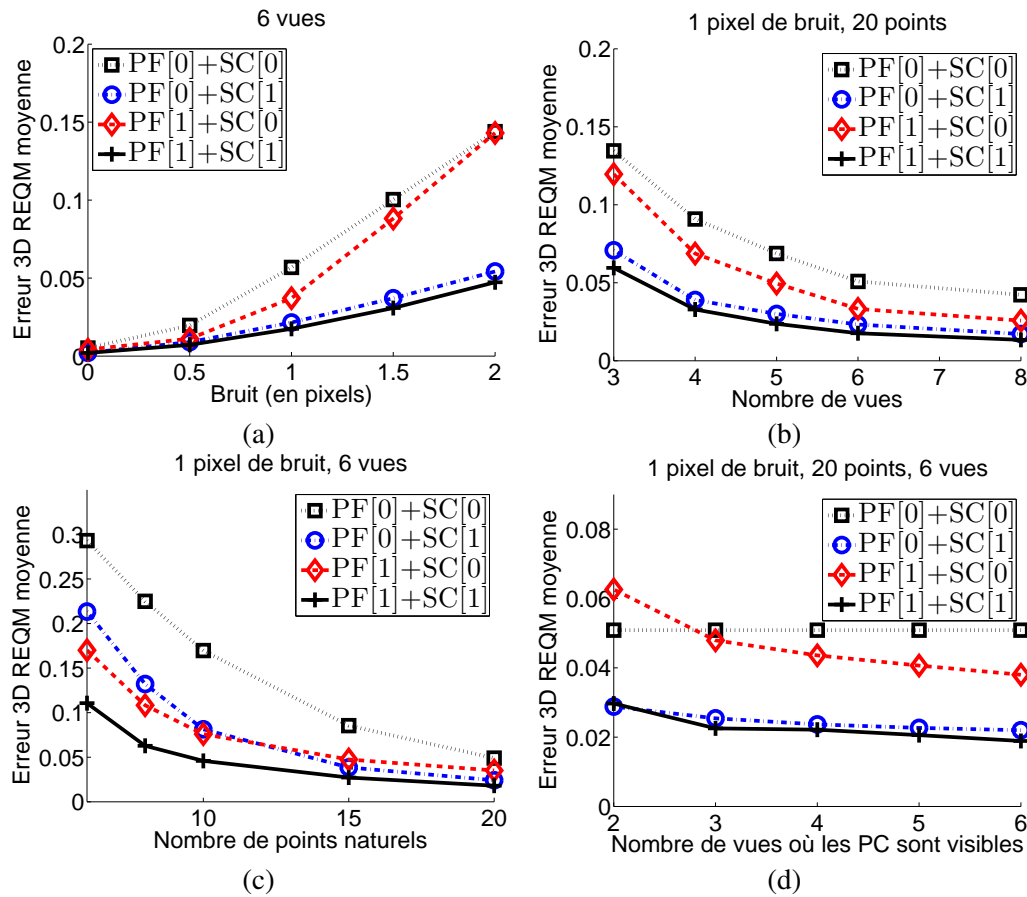 6 vues
0.2
0.15
0.1
0.05
0
Erreur 3D REQM moyenne
PF[0]+SC[0]
PF[0]+SC[1]
PF[1]+SC[0]
PF[1]+SC[1]
0 0.5 1 1.5 2
Bruit (en pixels)
(a)
1 pixel de bruit, 20 points
0.2
0.15
0.1
0.05
0
Erreur 3D REQM moyenne
PF[0]+SC[0]
PF[0]+SC[1]
PF[1]+SC[0]
PF[1]+SC[1]
3 4 5 6 7 8
Nombre de vues
(b)
1 pixel de bruit, 6 vues
0.3
0.25
0.2
0.15
0.1
0.05
0
Erreur 3D REQM moyenne
PF[0]+SC[0]
PF[0]+SC[1]
PF[1]+SC[0]
PF[1]+SC[1]
10 15 20
Nombre de points naturels
(c)
1 pixel de bruit, 20 points, 6 vues
0.08
0.06
0.04
0.02
0
Erreur 3D REQM moyenne
PF[0]+SC[0]
PF[0]+SC[1]
PF[1]+SC[0]
PF[1]+SC[1]
2 3 4 5 6
Nombre de vues où les PC sont visibles
(d)